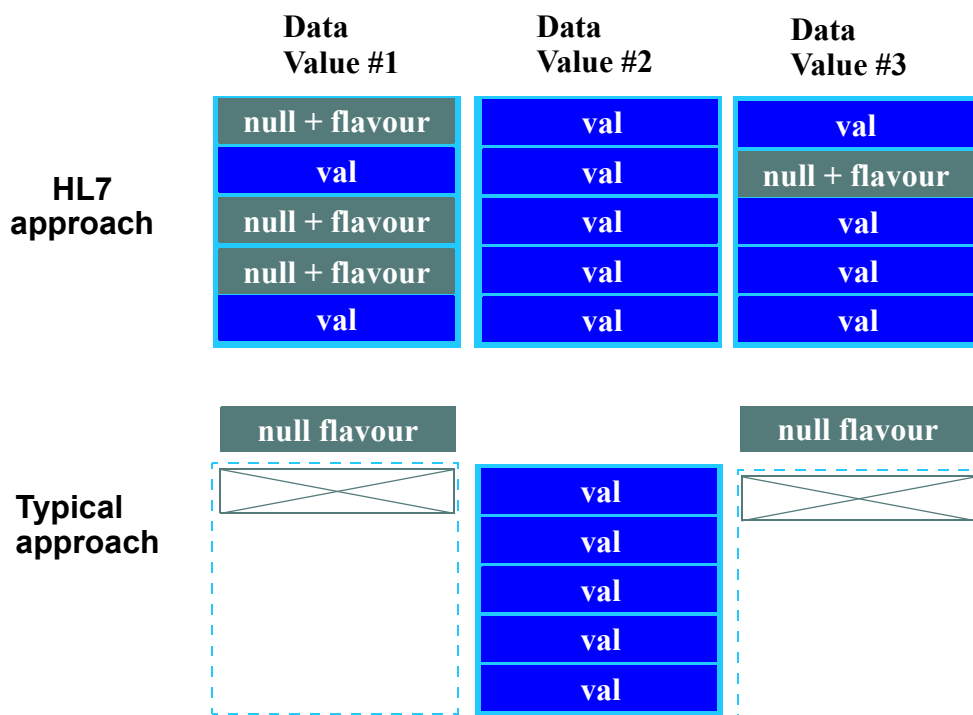 Data
Value #1
Data
Value #2
Data
Value #3
HL7
approach
null + flavour
val
null + flavour
null + flavour
val
val
val
val
val
val
val
null + flavour
val
val
val
Typical
approach
null flavour
val
val
val
val
val
null flavour